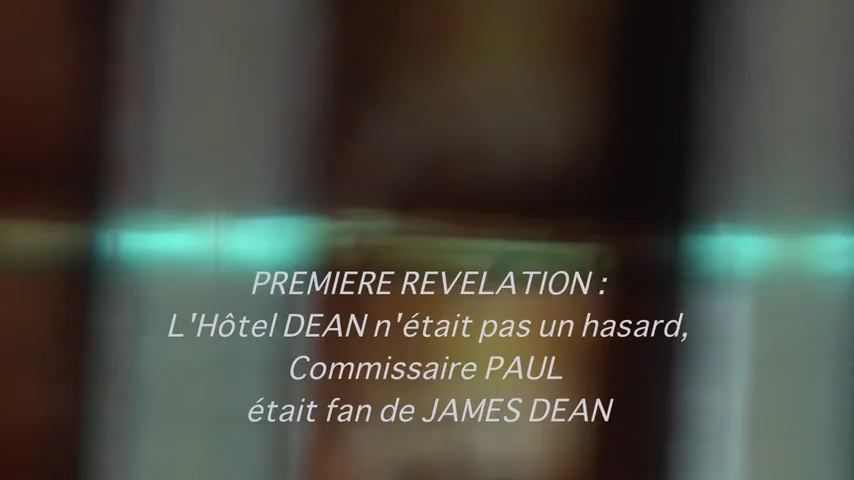 PREMIERE REVELATION :
L'Hôtel DEAN n'était pas un hasard,
Commissaire PAUL
était fan de JAMES DEAN